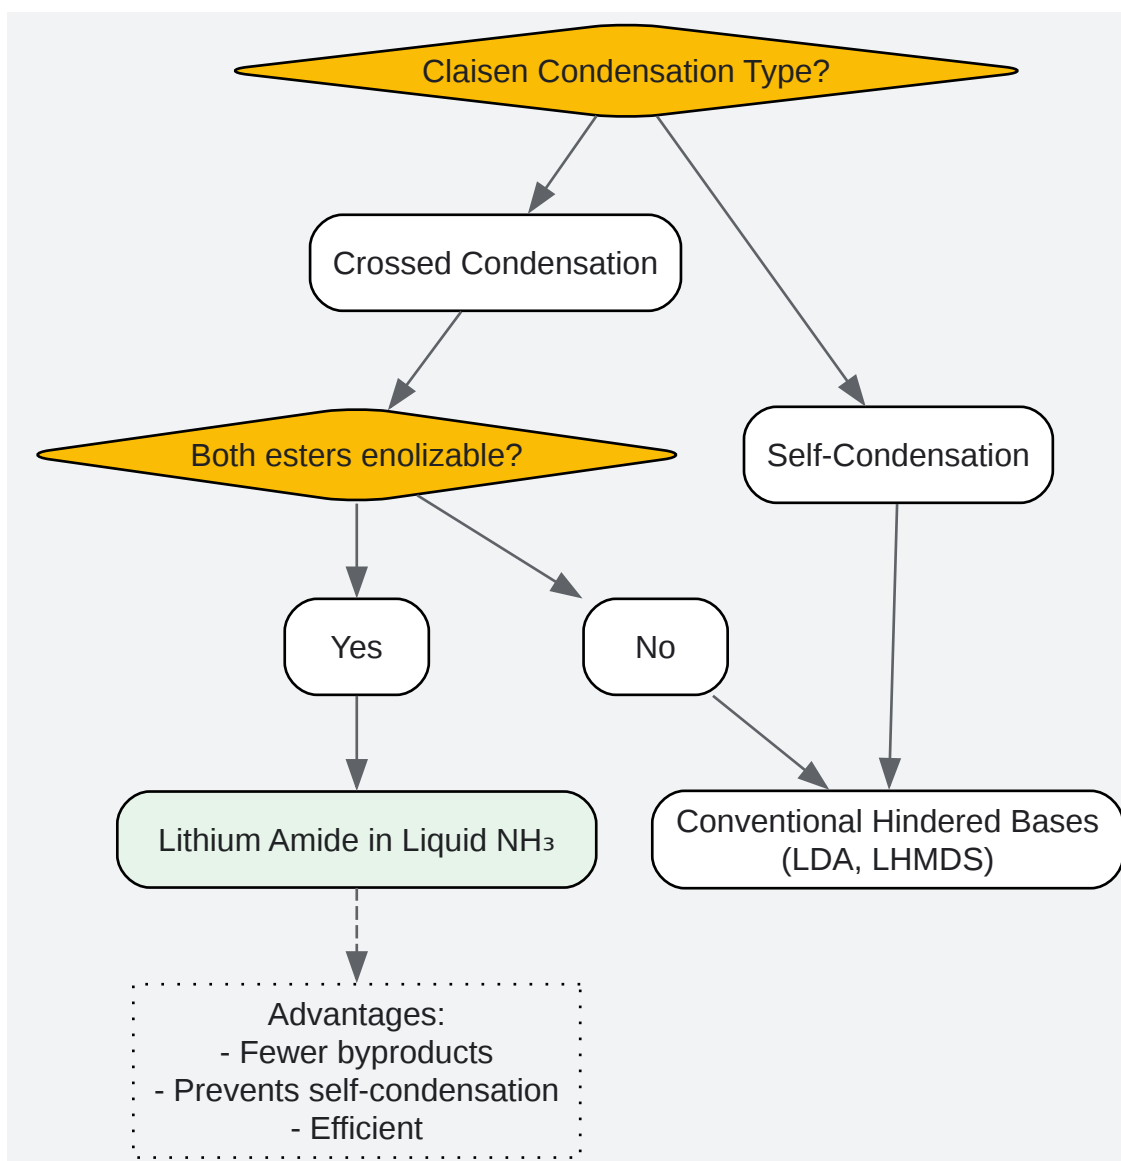 Claisen Condensation Type?
Crossed Condensation
Both esters enolizable?
Self-Condensation
Yes
No
Lithium Amide in Liquid NH₃
Conventional Hindered Bases
(LDA, LHMDS)
Advantages:
- Fewer byproducts
- Prevents self-condensation
- Efficient